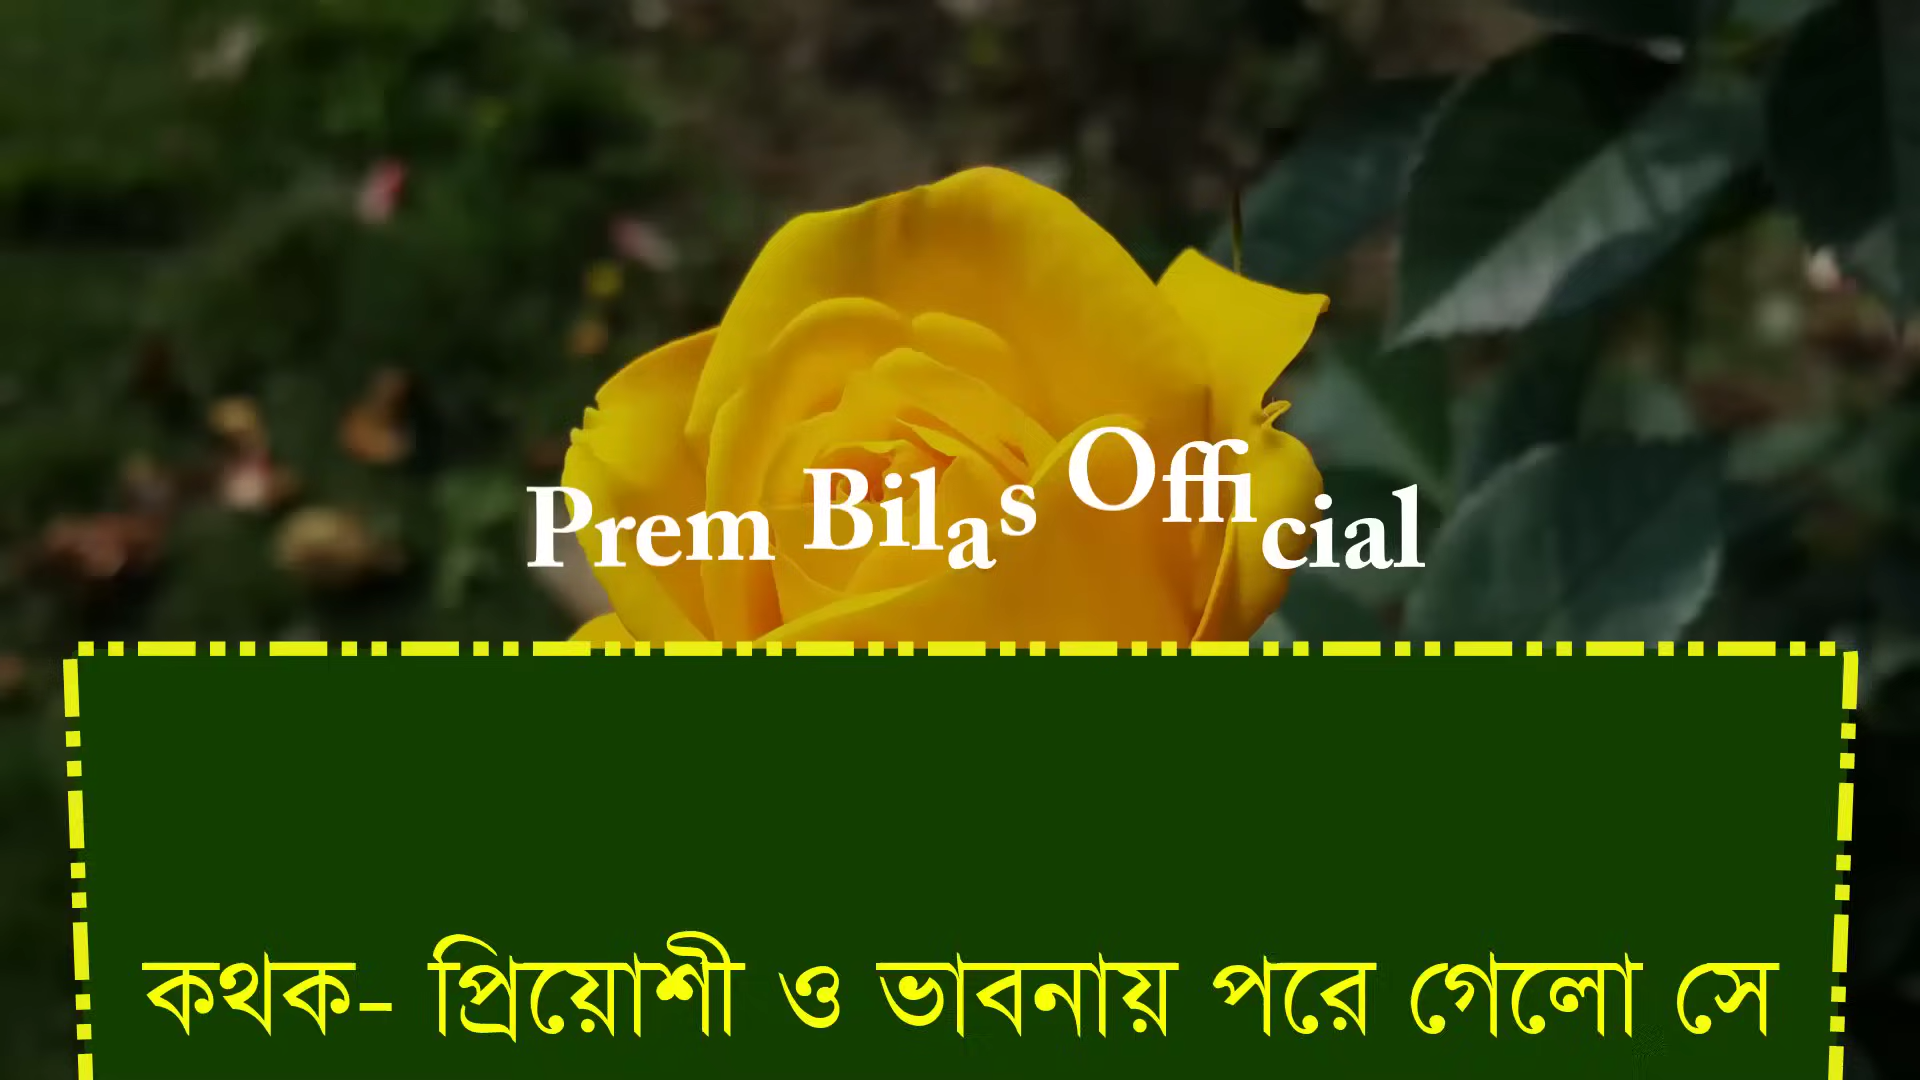 Prem Bilas Official
কথক- প্রিয়োশী ও ভাবনায় পরে গেলো সে